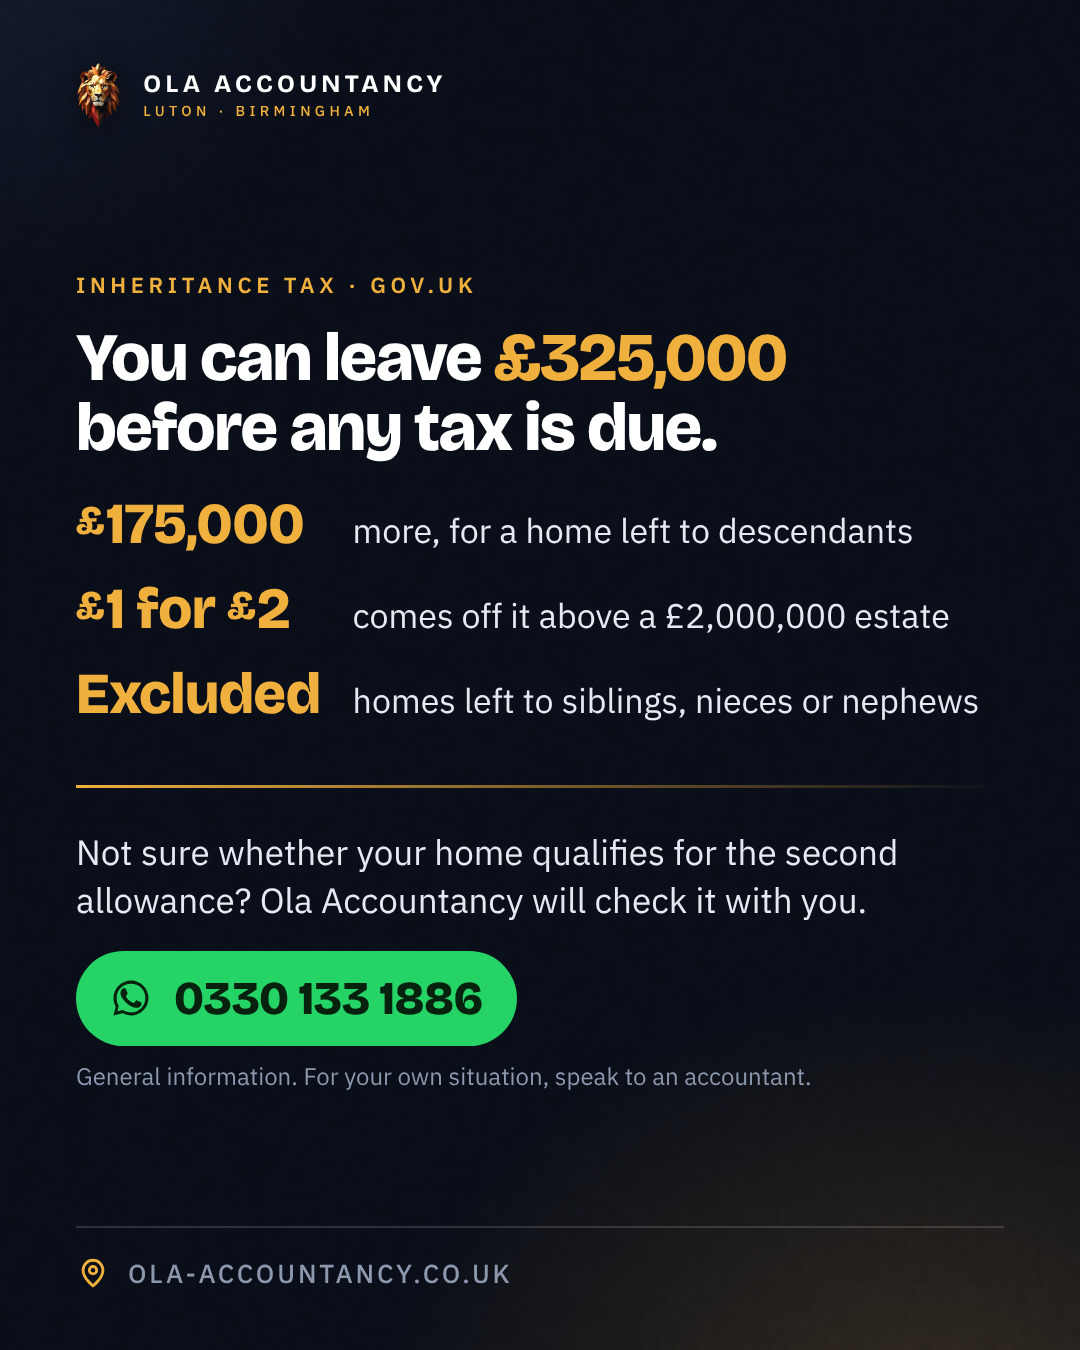 OLA ACCOUNTANCY
LUTON · BIRMINGHAM
INHERITANCE TAX · GOV.UK
You can leave £325,000
before any tax is due.
£175,000 more, for a home left to descendants
£1 for £2 comes off it above a £2,000,000 estate
Excluded homes left to siblings, nieces or nephews
Not sure whether your home qualifies for the second
allowance? Ola Accountancy will check it with you.
0330 133 1886
General information. For your own situation, speak to an accountant.
OLA-ACCOUNTANCY.CO.UK